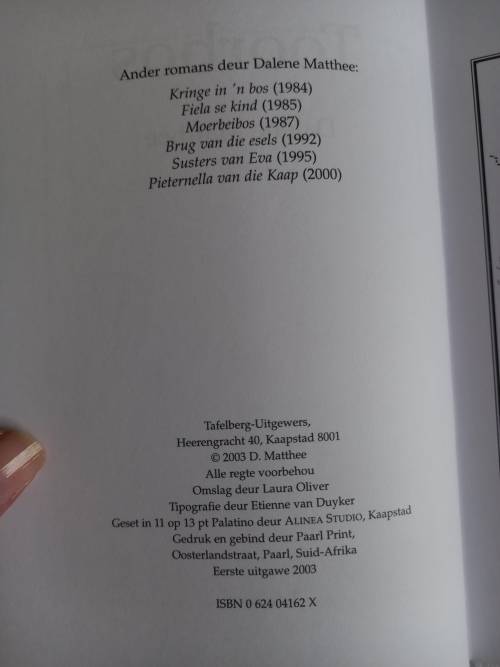 Ander romans deur Dalene Matthee:
Kringe in 'n bos (1984)
Fiela se kind (1985)
Moerbeibos (1987)
Brug van die esels (1992)
Susters van Eva (1995)
Pieternella van die Kaap (2000)
Tafelberg-Uitgewers,
Heerengracht 40, Kaapstad 8001
© 2003 D. Matthee
Alle regte voorbehou
Omslag deur Laura Oliver
Tipografie deur Etienne van Duyker
Geset in 11 op 13 pt Palatino deur ALINEA STUDIO, Kaapstad
Gedruk en gebind deur Paarl Print,
Oosterlandstraat, Paarl, Suid-Afrika
Eerste uitgawe 2003
ISBN 0 624 04162 X